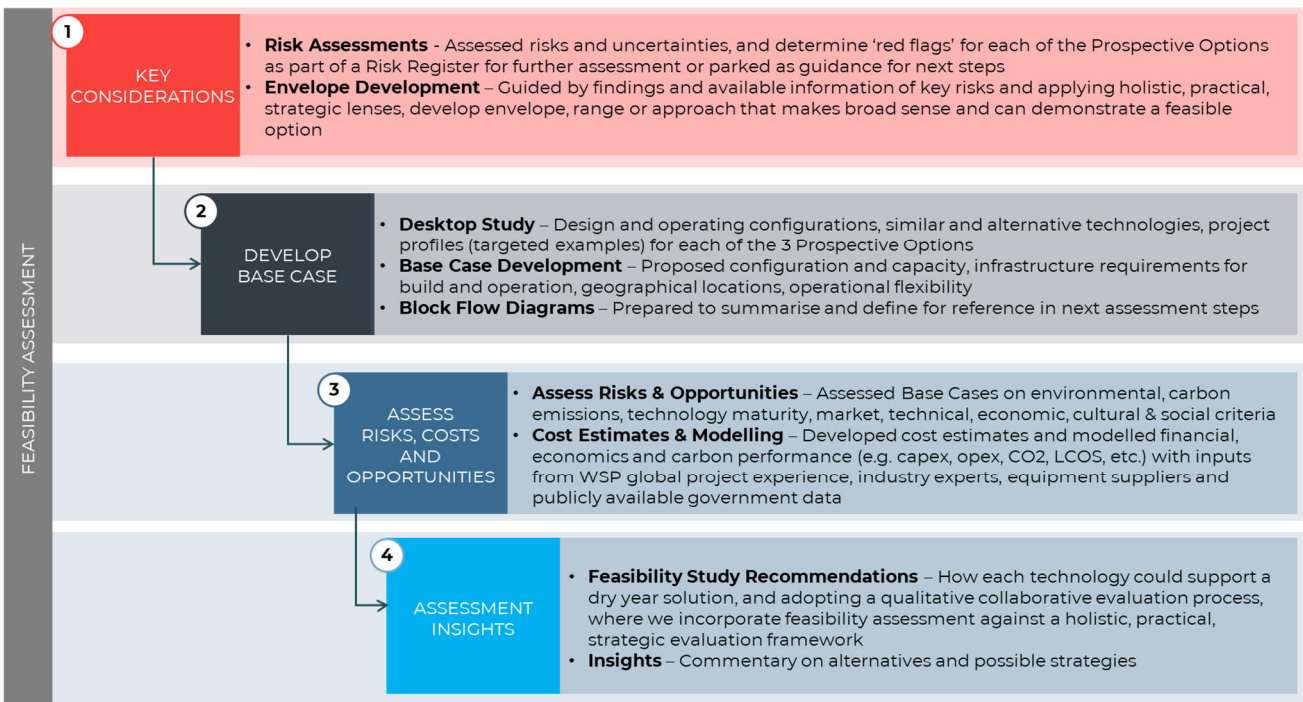 FEASIBILITY ASSESSMENT
1
KEY
CONSIDERATIONS
• Risk Assessments - Assessed risks and uncertainties, and determine ‘red flags’ for each of the Prospective Options
as part of a Risk Register for further assessment or parked as guidance for next steps
• Envelope Development – Guided by findings and available information of key risks and applying holistic, practical,
strategic lenses, develop envelope, range or approach that makes broad sense and can demonstrate a feasible
option
2
DEVELOP
BASE CASE
• Desktop Study – Design and operating configurations, similar and alternative technologies, project
profiles (targeted examples) for each of the 3 Prospective Options
• Base Case Development – Proposed configuration and capacity, infrastructure requirements for
build and operation, geographical locations, operational flexibility
• Block Flow Diagrams – Prepared to summarise and define for reference in next assessment steps
3
ASSESS
RISKS, COSTS
AND
OPPORTUNITIES
• Assess Risks & Opportunities – Assessed Base Cases on environmental, carbon
emissions, technology maturity, market, technical, economic, cultural & social criteria
• Cost Estimates & Modelling – Developed cost estimates and modelled financial,
economics and carbon performance (e.g. capex, opex, CO2, LCOS, etc.) with inputs
from WSP global project experience, industry experts, equipment suppliers and
publicly available government data
4
ASSESSMENT
INSIGHTS
• Feasibility Study Recommendations – How each technology could support a
dry year solution, and adopting a qualitative collaborative evaluation process,
where we incorporate feasibility assessment against a holistic, practical,
strategic evaluation framework
• Insights – Commentary on alternatives and possible strategies